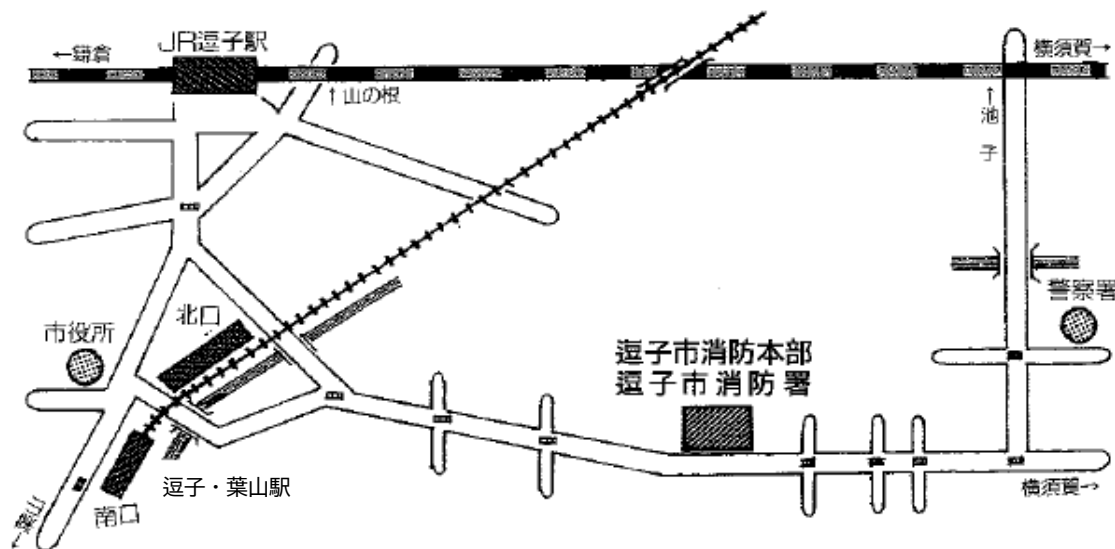 ←鎌倉
JR逗子駅
横須賀→
↑山の根
↑池子
北口
市役所
警察署
逗子市消防本部
逗子市消防署
逗子・葉山駅
南口
←葉山
横須賀→